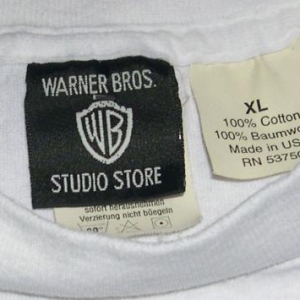 WARNER BROS.
WB
STUDIO STORE
sofort herausnehmen
Verzierung nicht bügeln
XL
100% Cotton
100% Baumwo
Made in US
RN 5375